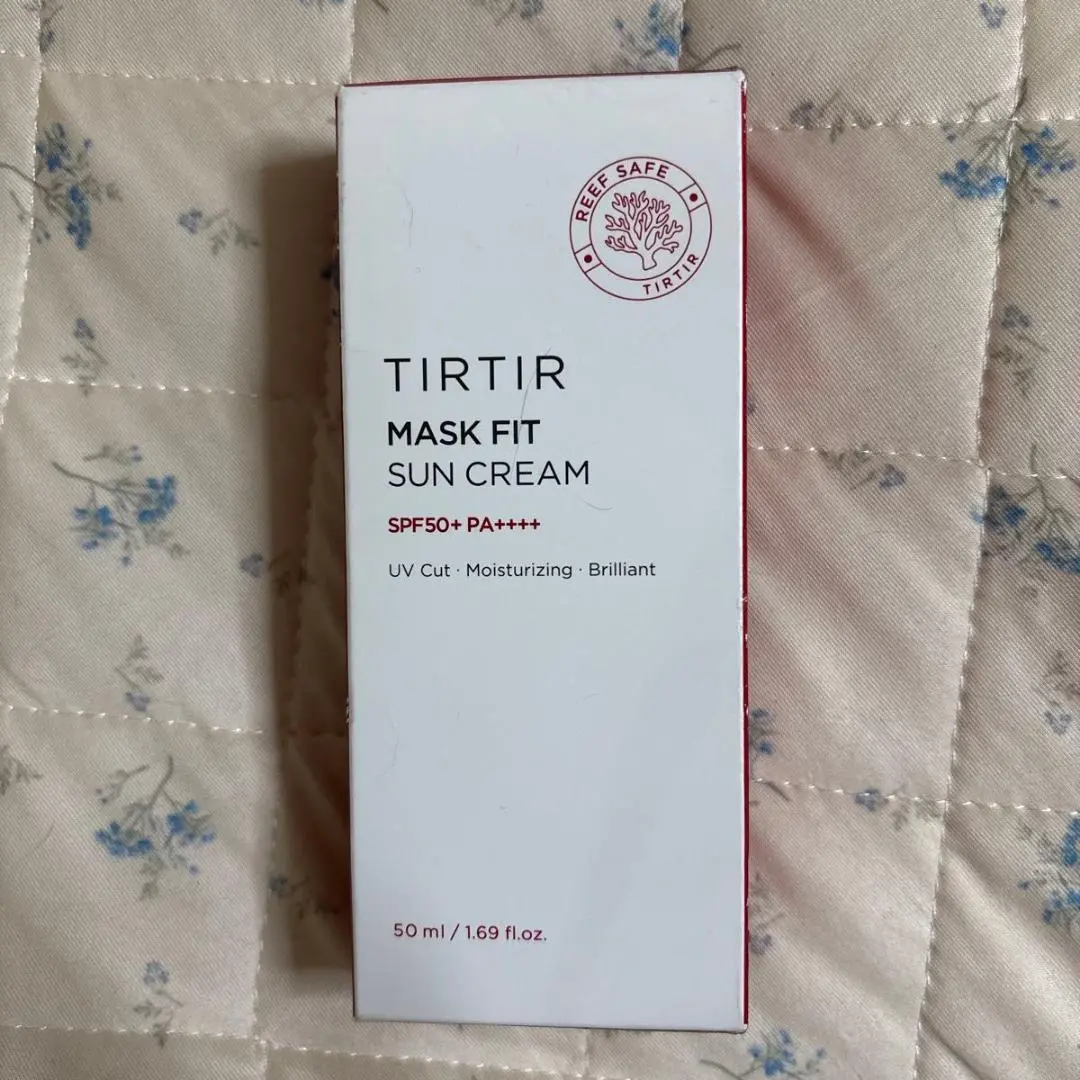 REEF SAFE
TIRTIR
TIRTIR
MASK FIT
SUN CREAM
SPF50+ PA++++
UV Cut · Moisturizing · Brilliant
50 ml / 1.69 fl.oz.